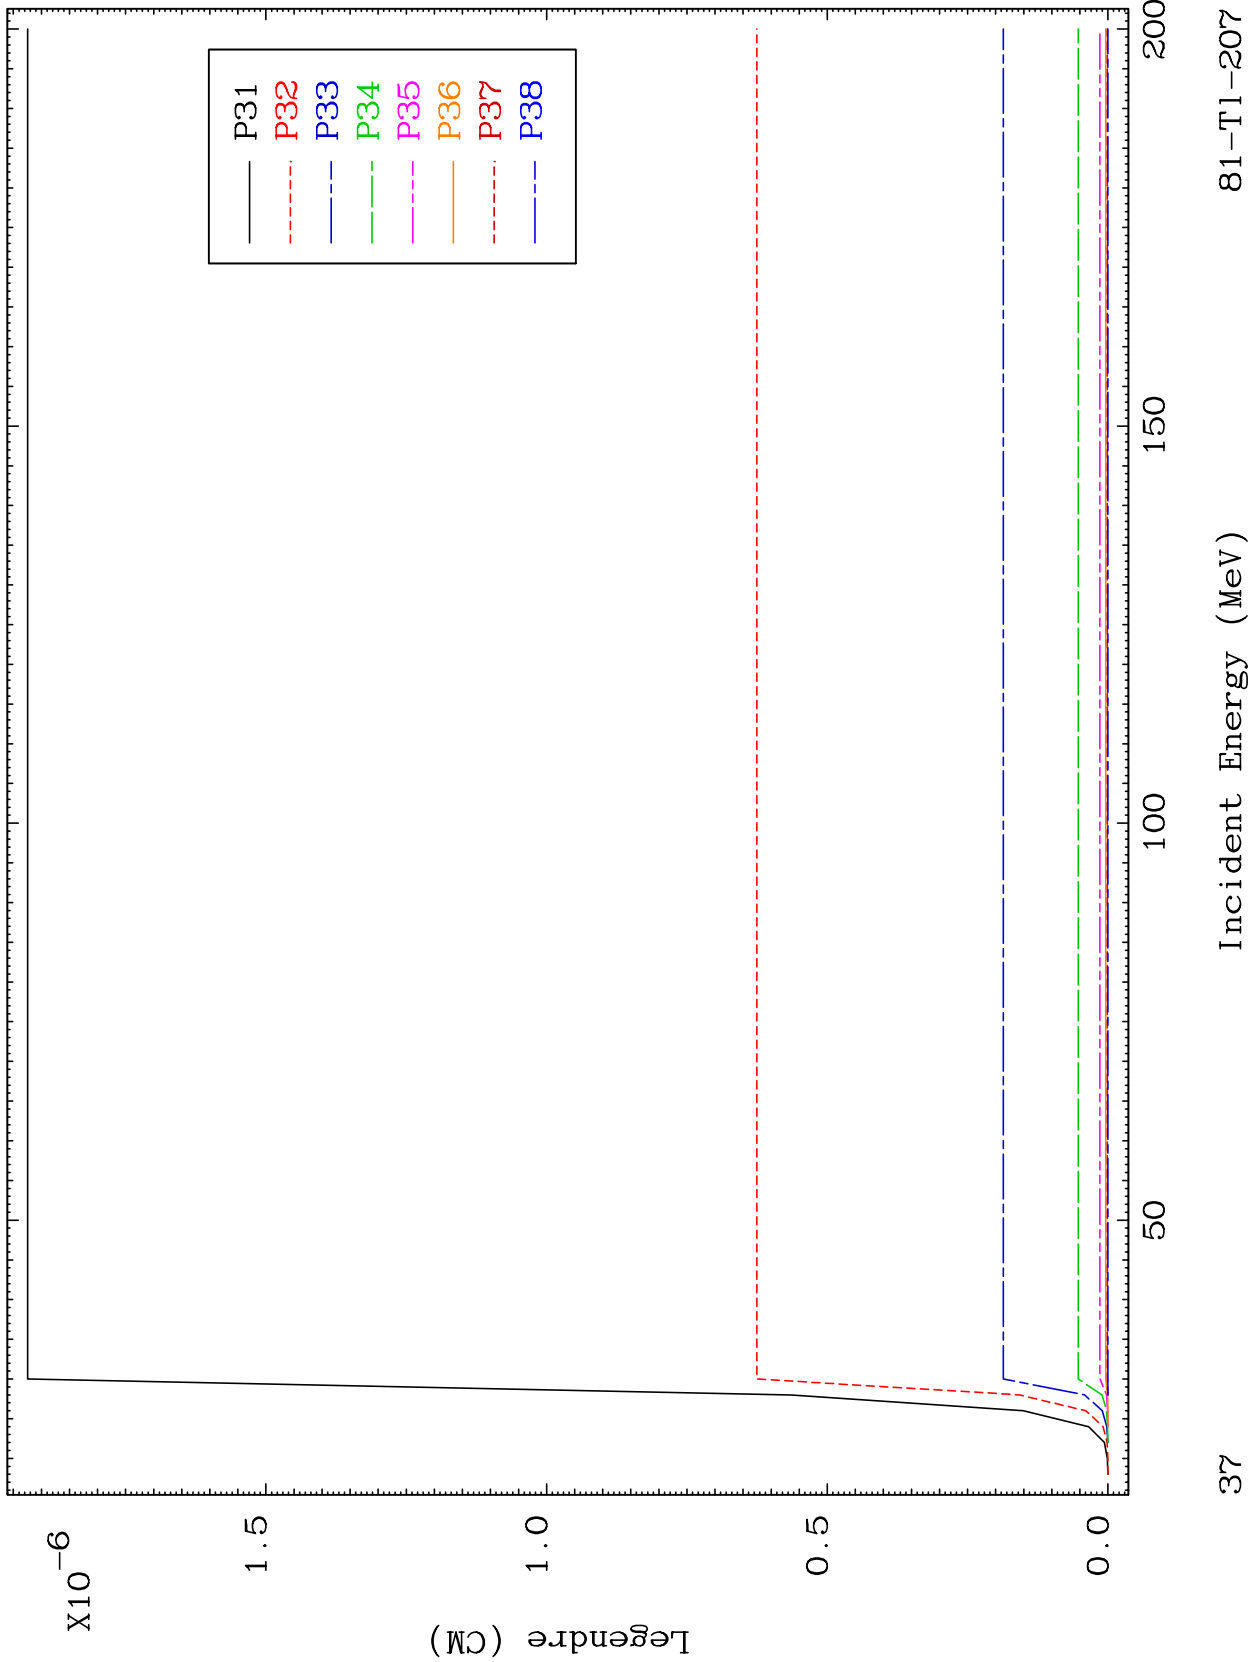 X10⁻⁶
Legendre (CM)
1.5
1.0
0.5
0.0
P31
P32
P33
P34
P35
P36
P37
P38
50
100
150
200
Incident Energy (MeV)
37
81-Tl-207